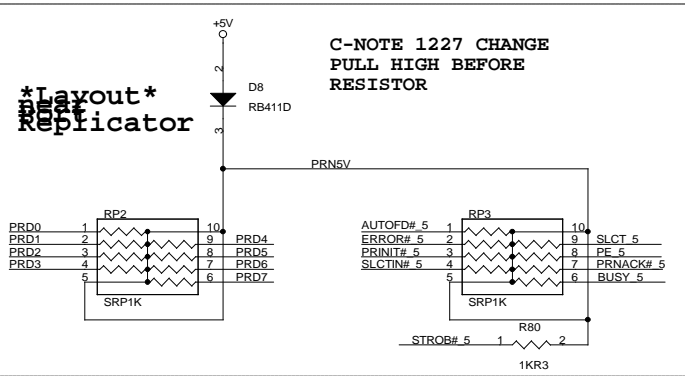 +5V
C-NOTE 1227 CHANGE
PULL HIGH BEFORE
RESISTOR
2
D8
RB411D
3
*Layout*
near
port
Replicator
PRN5V
RP2
PRD0 1 10
PRD1 2 9 PRD4
PRD2 3 8 PRD5
PRD3 4 7 PRD6
5 6 PRD7
SRP1K
RP3
AUTOFD#_5 1 10
ERROR#_5 2 9 SLCT_5
PRINIT#_5 3 8 PE_5
SLCTIN#_5 4 7 PRNACK#_5
5 6 BUSY_5
SRP1K
R80
STROB#_5 1 2
1KR3